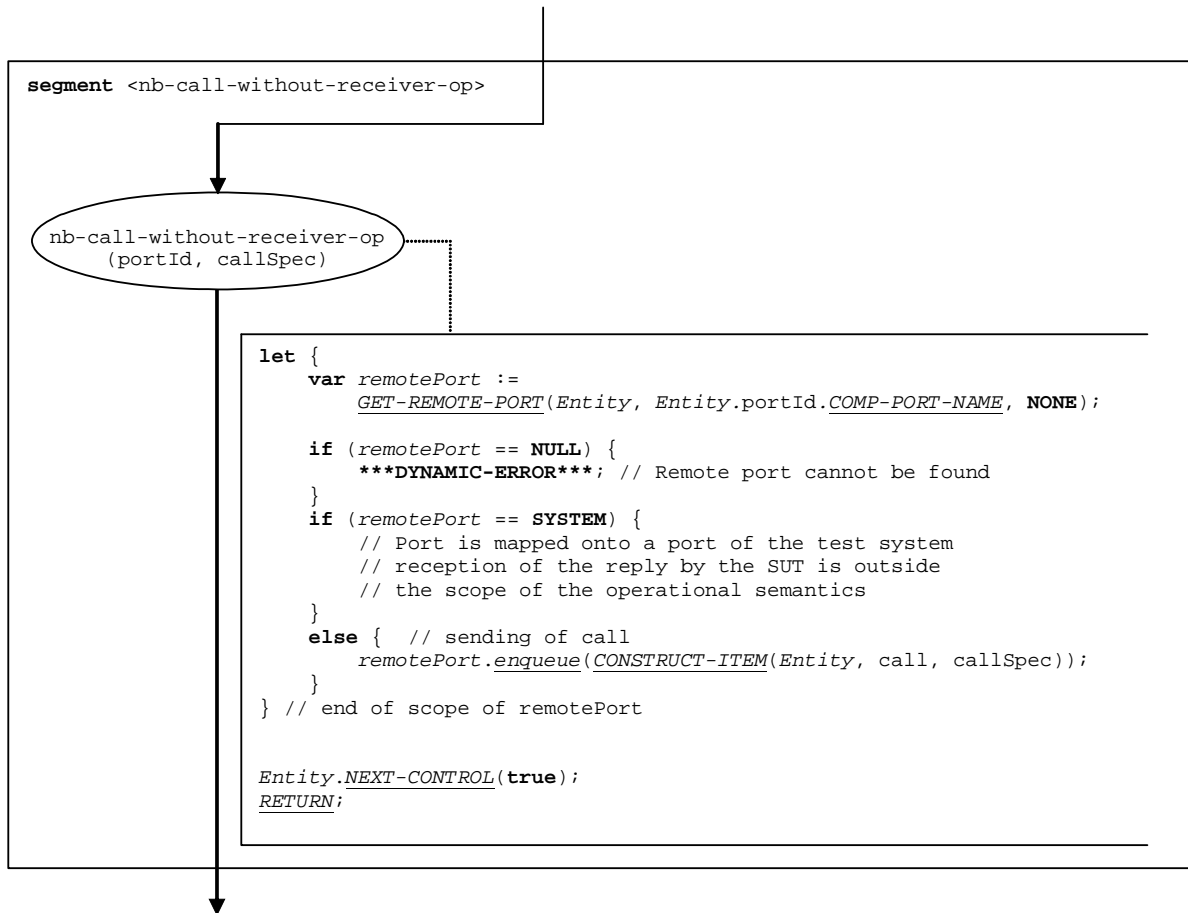 segment <nb-call-without-receiver-op>
nb-call-without-receiver-op
(portId, callSpec)
let {
var remotePort :=
GET-REMOTE-PORT(Entity, Entity.portId.COMP-PORT-NAME, NONE);
if (remotePort == NULL) {
***DYNAMIC-ERROR***; // Remote port cannot be found
}
if (remotePort == SYSTEM) {
// Port is mapped onto a port of the test system
// reception of the reply by the SUT is outside
// the scope of the operational semantics
}
else { // sending of call
remotePort.enqueue(CONSTRUCT-ITEM(Entity, call, callSpec));
}
} // end of scope of remotePort
Entity.NEXT-CONTROL(true);
RETURN;